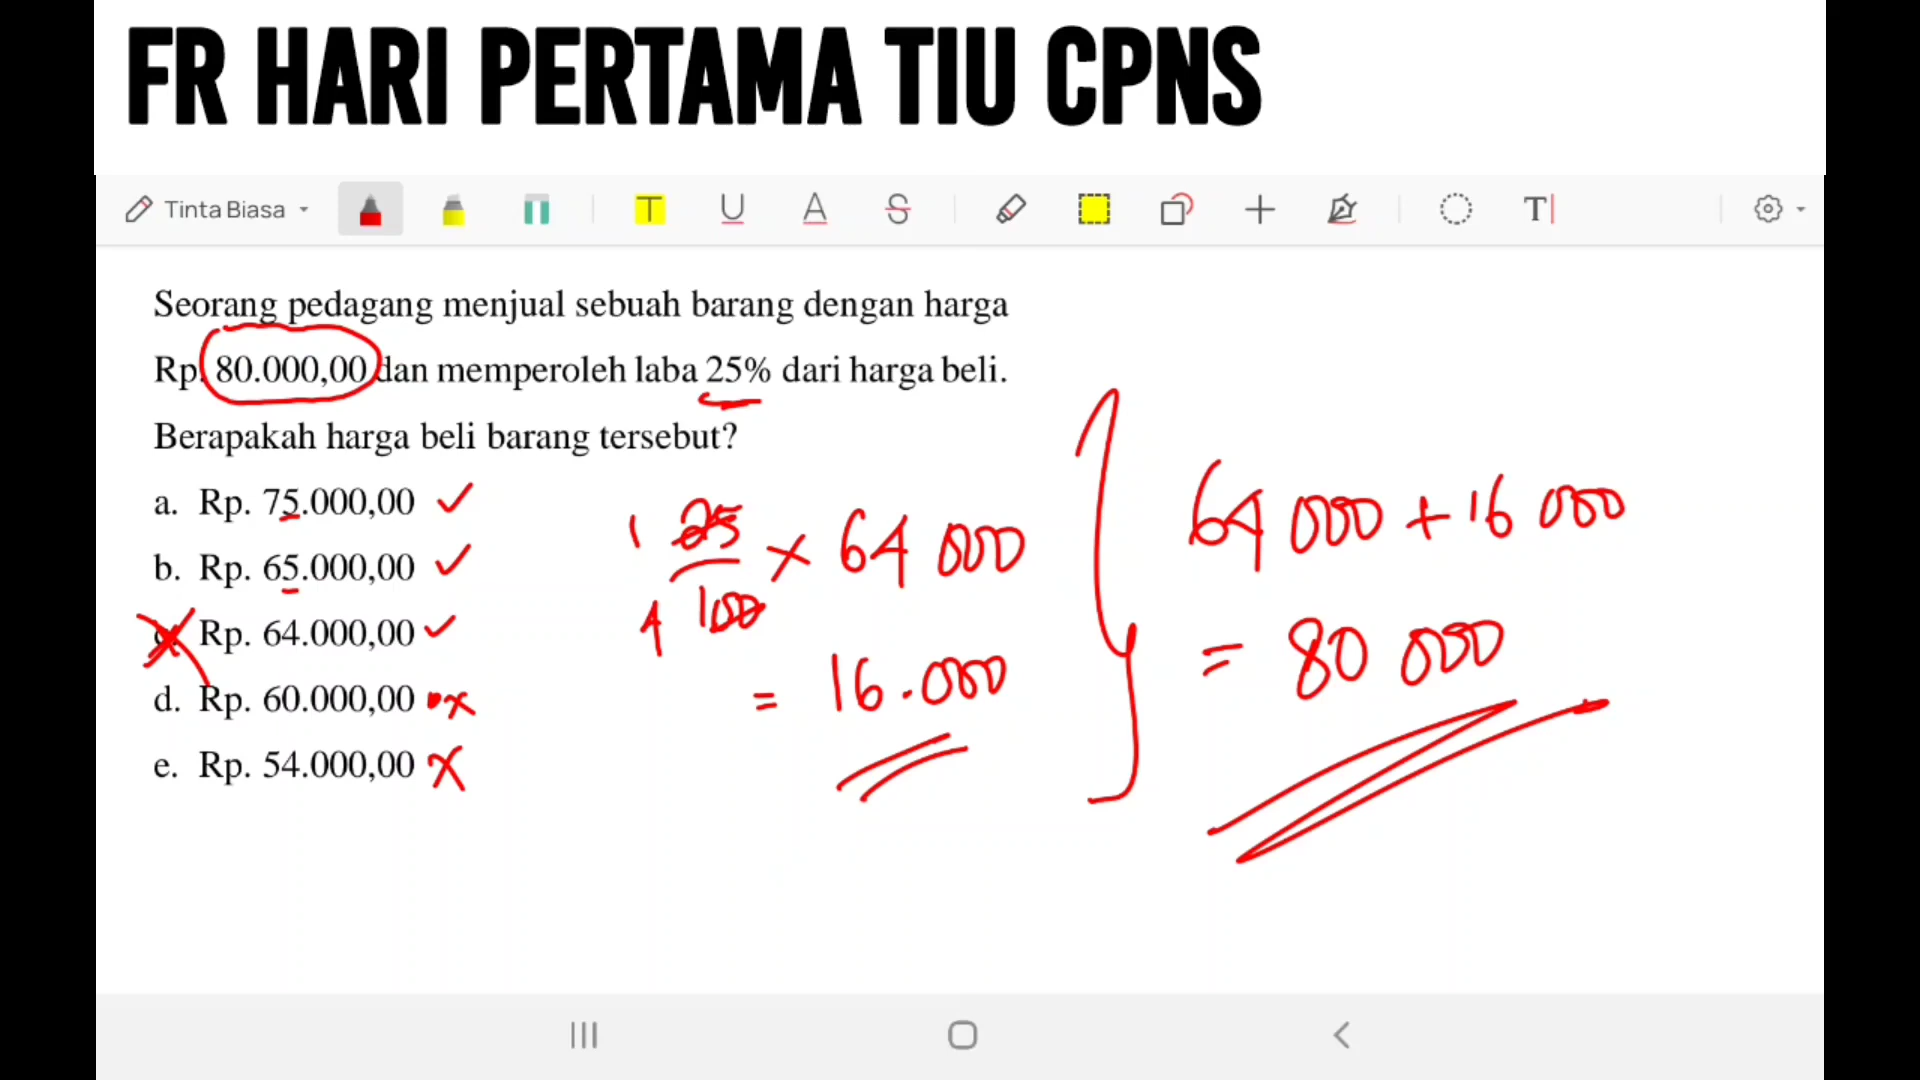 FR HARI PERTAMA TIU CPNS
Tinta Biasa
Seorang pedagang menjual sebuah barang dengan harga
Rp. 80.000,00 dan memperoleh laba 25% dari harga beli.
Berapakah harga beli barang tersebut?
a. Rp. 75.000,00
b. Rp. 65.000,00
c. Rp. 64.000,00
d. Rp. 60.000,00
e. Rp. 54.000,00
1 25
4 100
× 64 000
= 16.000
64 000 + 16 000
= 80 000